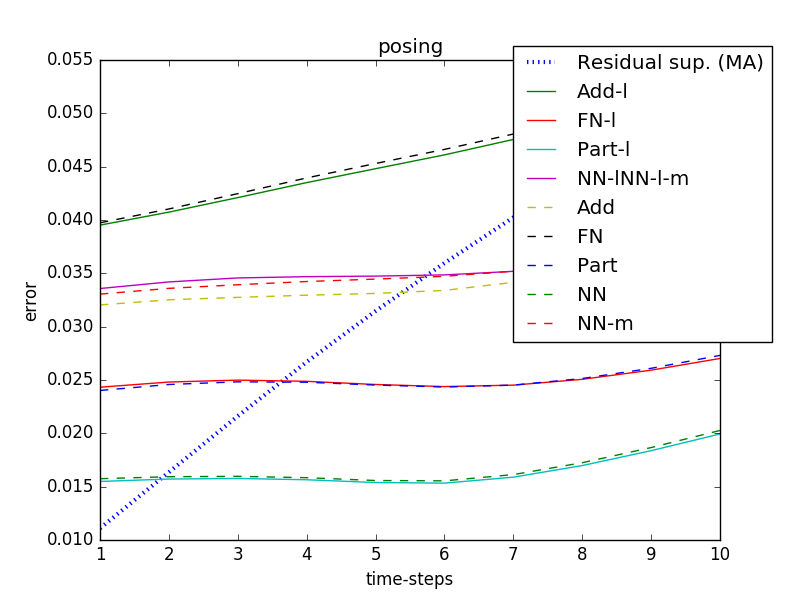 posing
0.055
0.050
0.045
0.040
0.035
0.030
0.025
0.020
0.015
0.010
error
1 2 3 4 5 6 7 8 9 10
time-steps
Residual sup. (MA)
Add-l
FN-l
Part-l
NN-lNN-l-m
Add
FN
Part
NN
NN-m